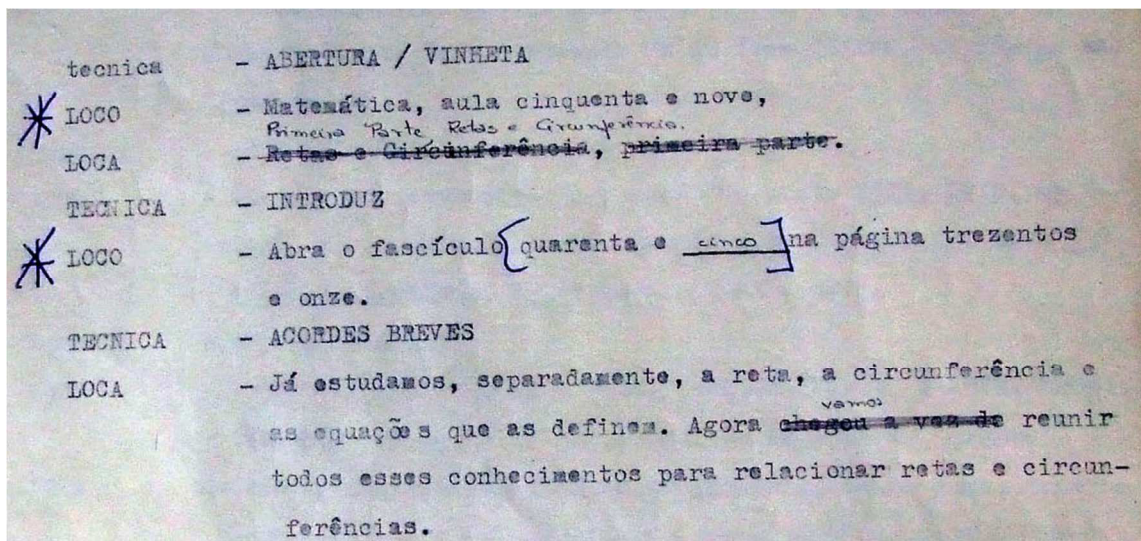 tecnica - ABERTURA / VINHETA
LOCO - Matemática, aula cinquenta e nove,
Primeira Parte Retas e Circunferência.
LOCA - Retas e Circunferência, primeira parte.
TECNICA - INTRODUZ
LOCO - Abra o fascículo {quarenta e cinco] na página trezentos
e onze.
TECNICA - ACORDES BREVES
LOCA - Já estudamos, separadamente, a reta, a circunferência e
vamos
as equações que as definem. Agora chegou a vez de reunir
todos esses conhecimentos para relacionar retas e circun-
ferências.